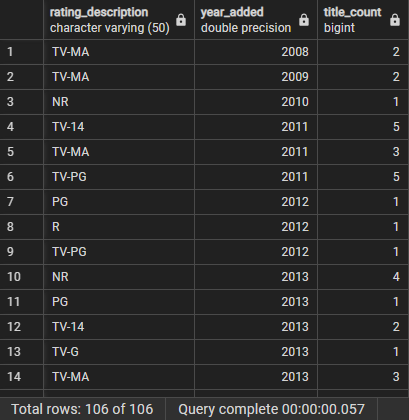 rating_description year_added title_count
character varying (50) double precision bigint
1 TV-MA 2008 2
2 TV-MA 2009 2
3 NR 2010 1
4 TV-14 2011 5
5 TV-MA 2011 3
6 TV-PG 2011 5
7 PG 2012 1
8 R 2012 1
9 TV-PG 2012 1
10 NR 2013 4
11 PG 2013 1
12 TV-14 2013 2
13 TV-G 2013 1
14 TV-MA 2013 3
Total rows: 106 of 106 Query complete 00:00:00.057